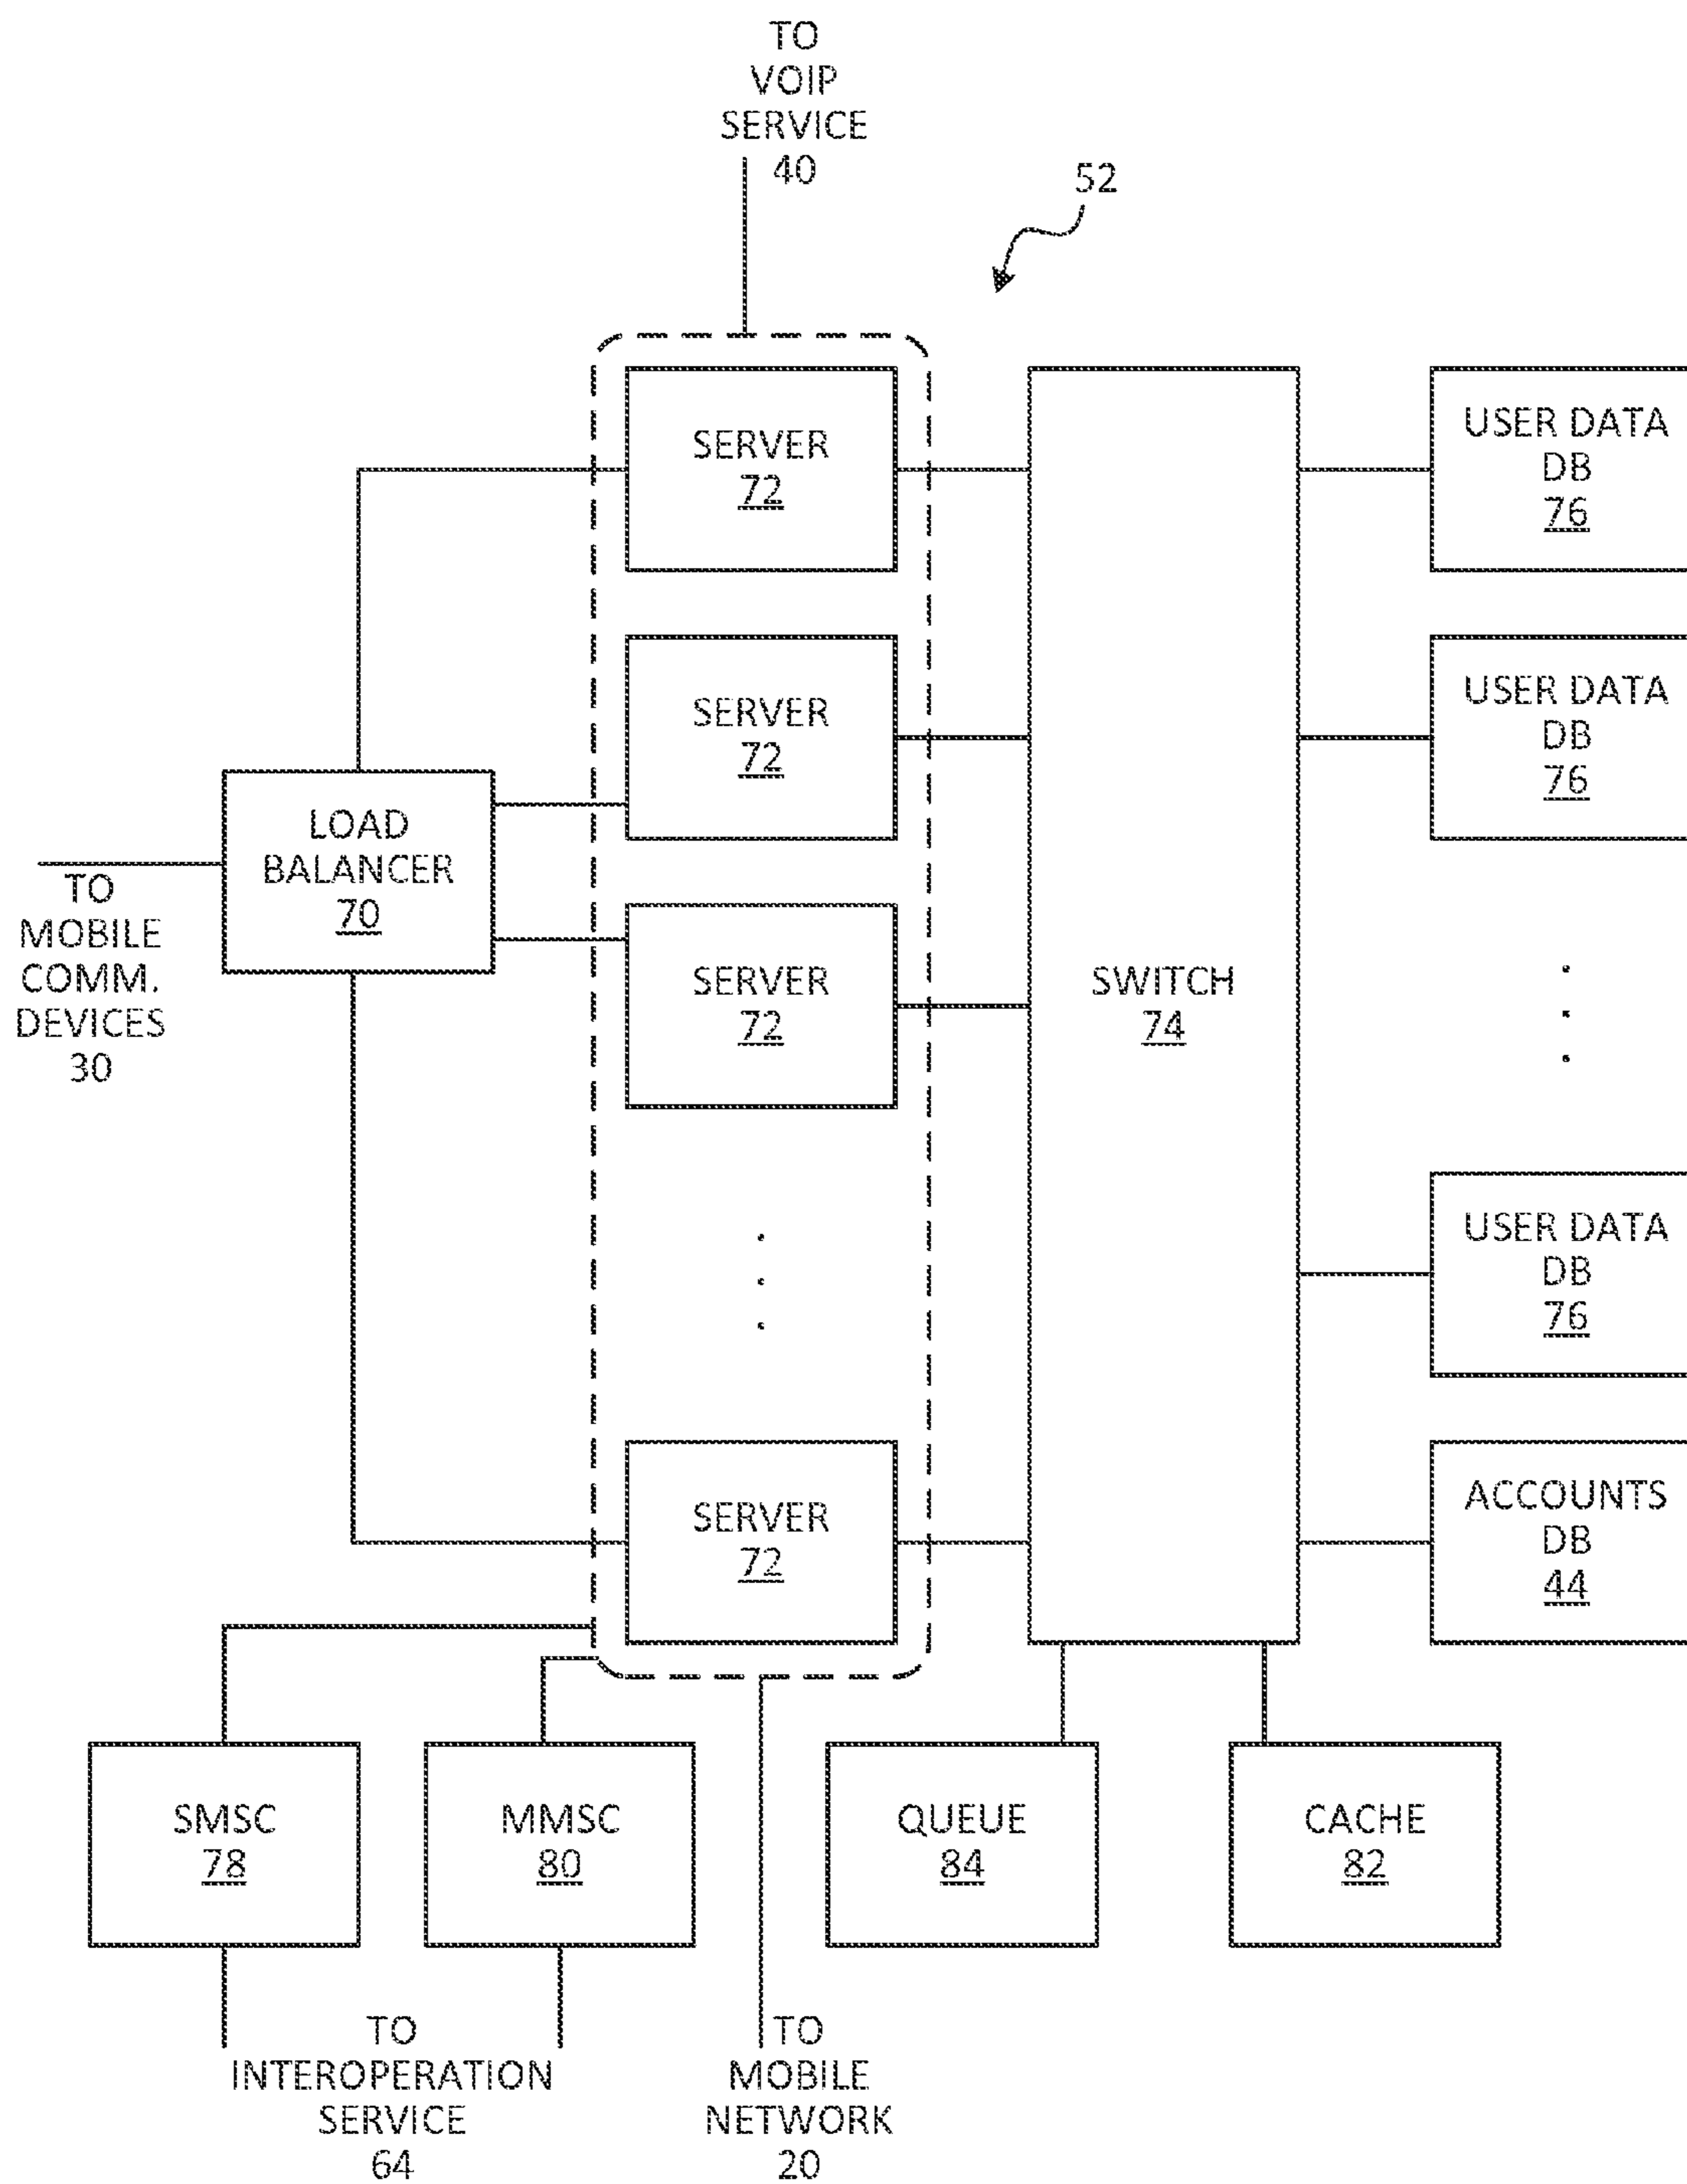 TO
VOIP
SERVICE
40
52
SERVER
72
USER DATA
DB
76
SERVER
72
USER DATA
DB
76
LOAD
BALANCER
70
TO
MOBILE
COMM.
DEVICES
30
SERVER
72
SWITCH
74
USER DATA
DB
76
SERVER
72
ACCOUNTS
DB
44
SMSC
78
MMSC
80
QUEUE
84
CACHE
82
TO
INTEROPERATION
SERVICE
64
TO
MOBILE
NETWORK
20